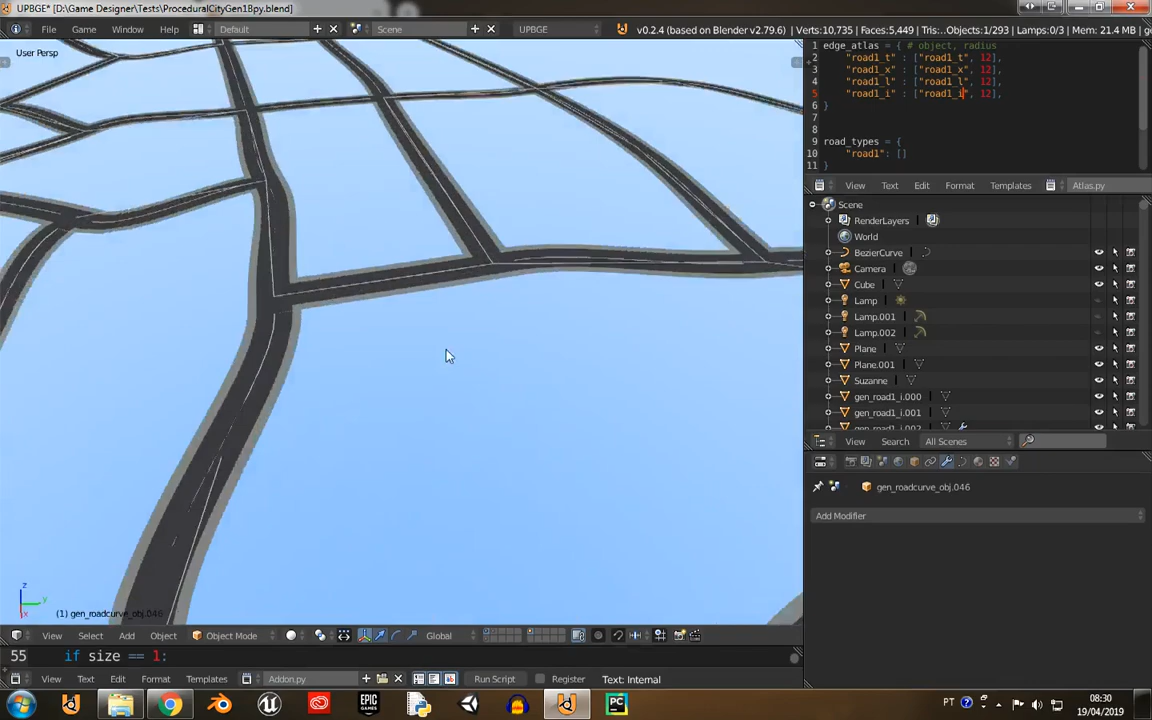 UPBGE* [D:\Game Designer\Tests\ProceduralCityGen1Bpy.blend]
File Game Window Help Default Scene UPBGE v0.2.4 (based on Blender v2.79.6) Verts:10,735 | Faces:5,449 | Tris:..Objects:1/293 | Lamps:0/3 | Mem: 21.4 MB
User Persp
1 edge_atlas = { # object, radius
2 "road1_t" : ["road1_t", 12],
3 "road1_x" : ["road1_x", 12],
4 "road1_l" : ["road1_l", 12],
5 "road1_i" : ["road1_i", 12],
6 }
7
8
9 road_types = {
10 "road1": []
11 }
View Text Edit Format Templates Atlas.py
Scene
RenderLayers
World
BezierCurve
Camera
Cube
Lamp
Lamp.001
Lamp.002
Plane
Plane.001
Suzanne
gen_road1_i.000
gen_road1_i.001
gen_road1_i.002
View Search All Scenes
gen_roadcurve_obj.046
Add Modifier
z
y
x
(1) gen_roadcurve_obj.046
View Select Add Object Object Mode Global
55 if size == 1:
View Text Edit Format Templates Addon.py Run Script Register Text: Internal
EPIC GAMES
PC
PT
08:30
19/04/2019